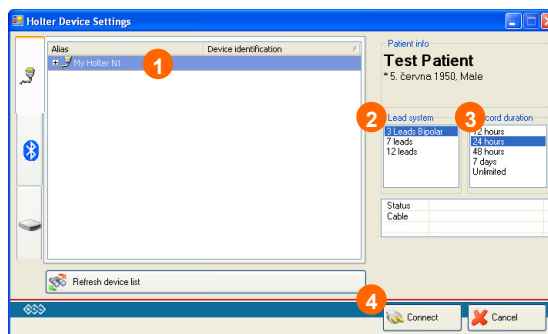 Holter Device Settings
Alias Device identification
My Holter N1
1
Patient info
Test Patient
* 5. června 1950, Male
2
Lead system
3 Leads Bipolar
7 leads
12 leads
3
cord duration
12 hours
24 hours
48 hours
7 days
Unlimited
Status
Cable
Refresh device list
4
Connect
Cancel